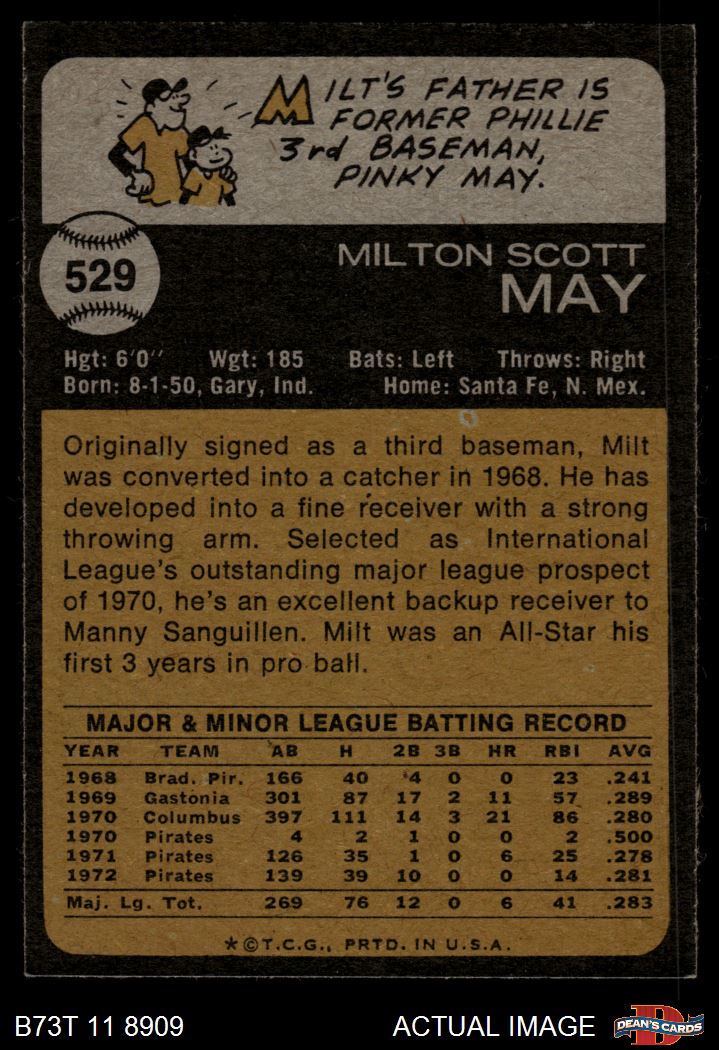 MILT'S FATHER IS
FORMER PHILLIE
3rd BASEMAN,
PINKY MAY.
529
MILTON SCOTT
MAY
Hgt: 6'0'' Wgt: 185 Bats: Left Throws: Right
Born: 8-1-50, Gary, Ind. Home: Santa Fe, N. Mex.
Originally signed as a third baseman, Milt
was converted into a catcher in 1968. He has
developed into a fine receiver with a strong
throwing arm. Selected as International
League's outstanding major league prospect
of 1970, he's an excellent backup receiver to
Manny Sanguillen. Milt was an All-Star his
first 3 years in pro ball.
MAJOR & MINOR LEAGUE BATTING RECORD
YEAR TEAM AB H 2B 3B HR RBI AVG
1968 Brad. Pir. 166 40 4 0 0 23 .241
1969 Gastonia 301 87 17 2 11 57 .289
1970 Columbus 397 111 14 3 21 86 .280
1970 Pirates 4 2 1 0 0 2 .500
1971 Pirates 126 35 1 0 6 25 .278
1972 Pirates 139 39 10 0 0 14 .281
Maj. Lg. Tot. 269 76 12 0 6 41 .283
★©T.C.G., PRTD. IN U.S.A.
B73T 11 8909 ACTUAL IMAGE D DEAN'S CARDS